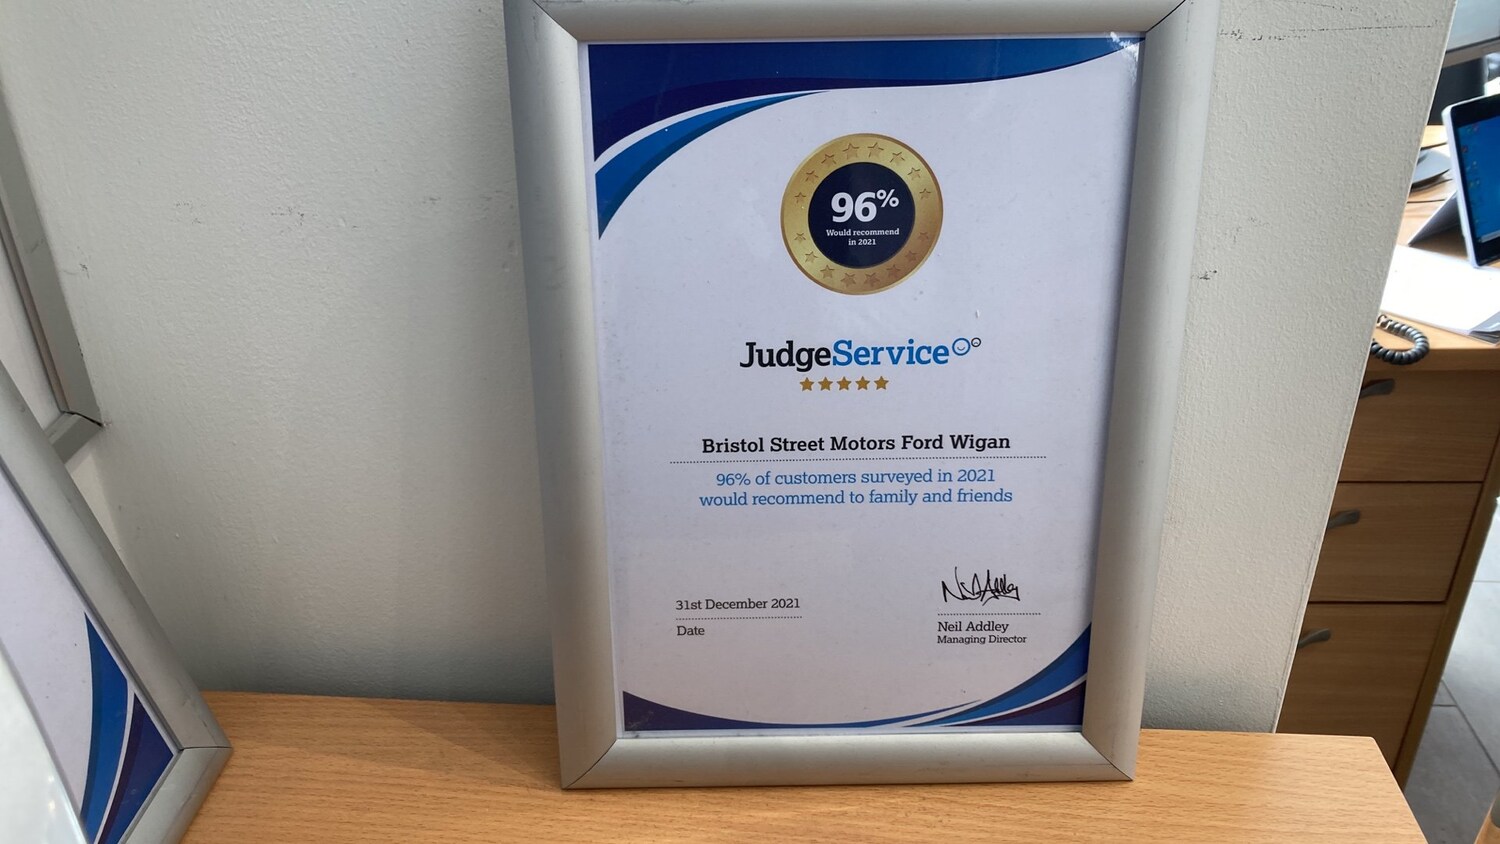 96%
Would recommend
in 2021
JudgeService
Bristol Street Motors Ford Wigan
96% of customers surveyed in 2021
would recommend to family and friends
31st December 2021
Date
Neil Addley
Managing Director